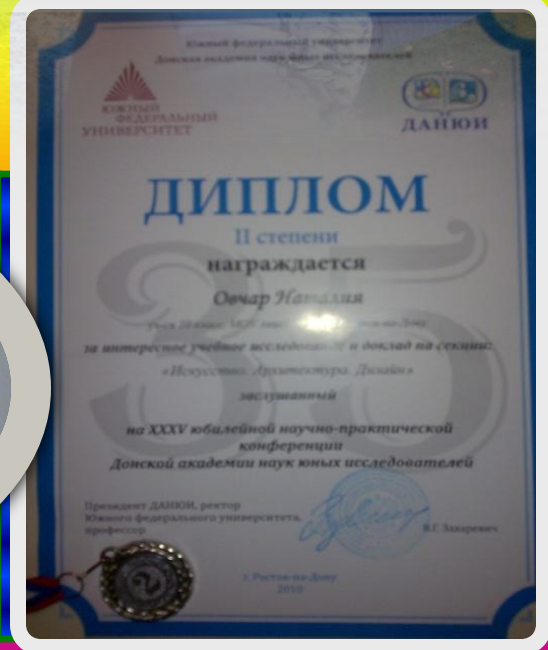 Южный федеральный университет
Донская академия наук юных исследователей
ЮЖНЫЙ
ФЕДЕРАЛЬНЫЙ
УНИВЕРСИТЕТ
ДАНЮИ
ДИПЛОМ
II степени
награждается
Овчар Наталия
за интересное учебное исследование и доклад на секции:
«Искусство. Архитектура. Дизайн»
заслушанный
на XXXV юбилейной научно-практической
конференции
Донской академии наук юных исследователей
Президент ДАНЮИ, ректор
Южного федерального университета,
профессор
В.Г. Захаревич
г. Ростов-на-Дону
2010
35
2